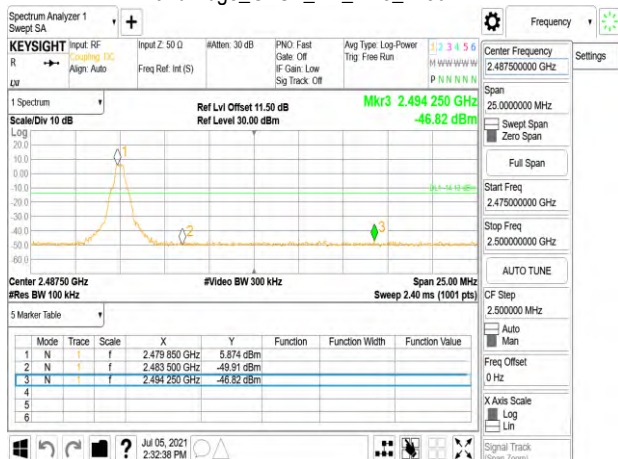 Spectrum Analyzer 1
Swept SA
Frequency
Settings
KEYSIGHT
Input: RF
Coupling: DC
Align: Auto
R
LXI
Input Z: 50 Ω
Freq Ref: Int (S)
#Atten: 30 dB
PNO: Fast
Gate: Off
IF Gain: Low
Sig Track: Off
Avg Type: Log-Power
Trig: Free Run
1 2 3 4 5 6
M W W W W W
P N N N N N
1 Spectrum
Scale/Div 10 dB
Ref Lvl Offset 11.50 dB
Ref Level 30.00 dBm
Mkr3 2.494 250 GHz
-46.82 dBm
Log
20.0
10.0
0.00
-10.0
-20.0
-30.0
-40.0
-50.0
-60.0
1
2
3
Center 2.48750 GHz
#Res BW 100 kHz
#Video BW 300 kHz
Span 25.00 MHz
Sweep 2.40 ms (1001 pts)
5 Marker Table
Mode Trace Scale X Y Function Function Width Function Value
1 N 1 f 2.479 850 GHz 5.874 dBm
2 N 1 f 2.483 500 GHz -49.91 dBm
3 N 1 f 2.494 250 GHz -46.82 dBm
4
5
6
Jul 05, 2021
2:32:38 PM
Center Frequency
2.487500000 GHz
Span
25.0000000 MHz
Swept Span
Zero Span
Full Span
Start Freq
2.475000000 GHz
Stop Freq
2.500000000 GHz
AUTO TUNE
CF Step
2.500000 MHz
Auto
Man
Freq Offset
0 Hz
X Axis Scale
Log
Lin
Signal Track
(Span Zoom)